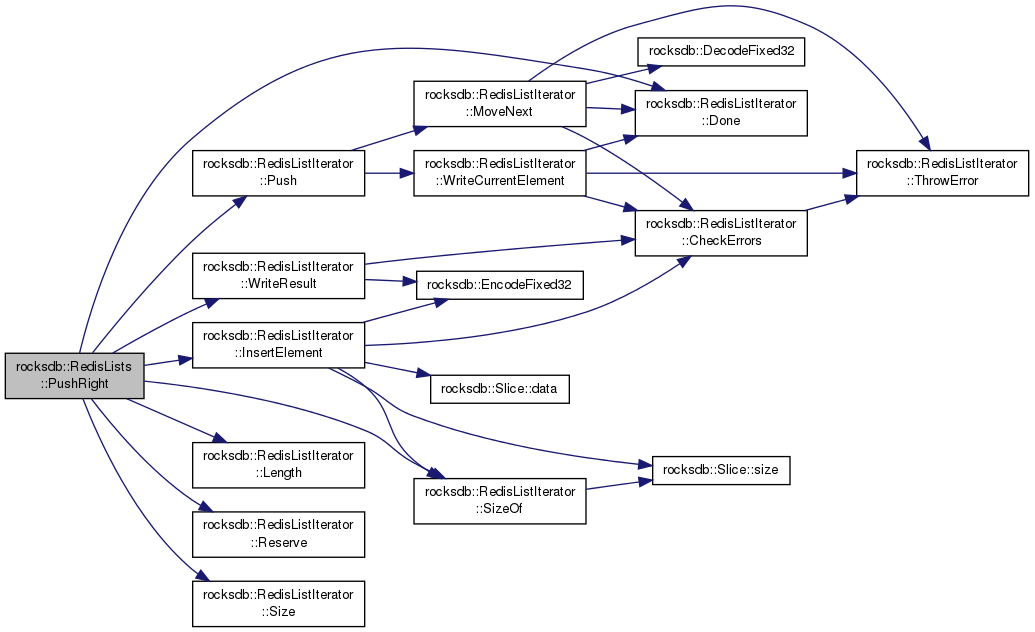 rocksdb::RedisLists
::PushRight
rocksdb::RedisListIterator
::Push
rocksdb::RedisListIterator
::WriteResult
rocksdb::RedisListIterator
::InsertElement
rocksdb::RedisListIterator
::Length
rocksdb::RedisListIterator
::Reserve
rocksdb::RedisListIterator
::Size
rocksdb::RedisListIterator
::MoveNext
rocksdb::RedisListIterator
::WriteCurrentElement
rocksdb::EncodeFixed32
rocksdb::Slice::data
rocksdb::RedisListIterator
::SizeOf
rocksdb::DecodeFixed32
rocksdb::RedisListIterator
::Done
rocksdb::RedisListIterator
::CheckErrors
rocksdb::Slice::size
rocksdb::RedisListIterator
::ThrowError